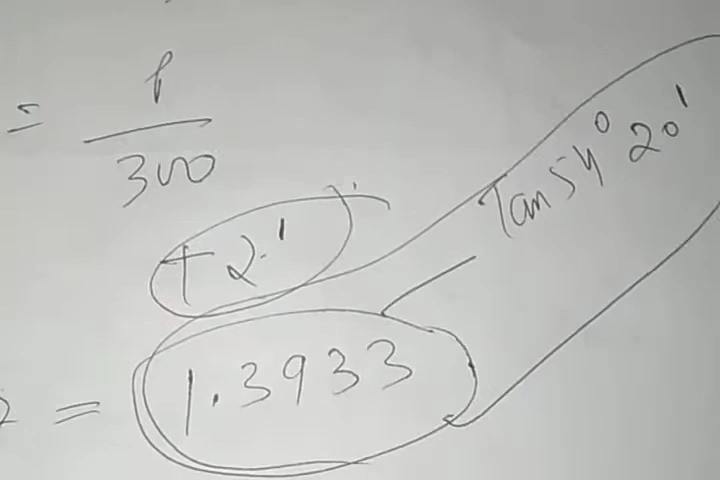 = P/300
Tan 54° 20'
+ 2'
= 1.3933